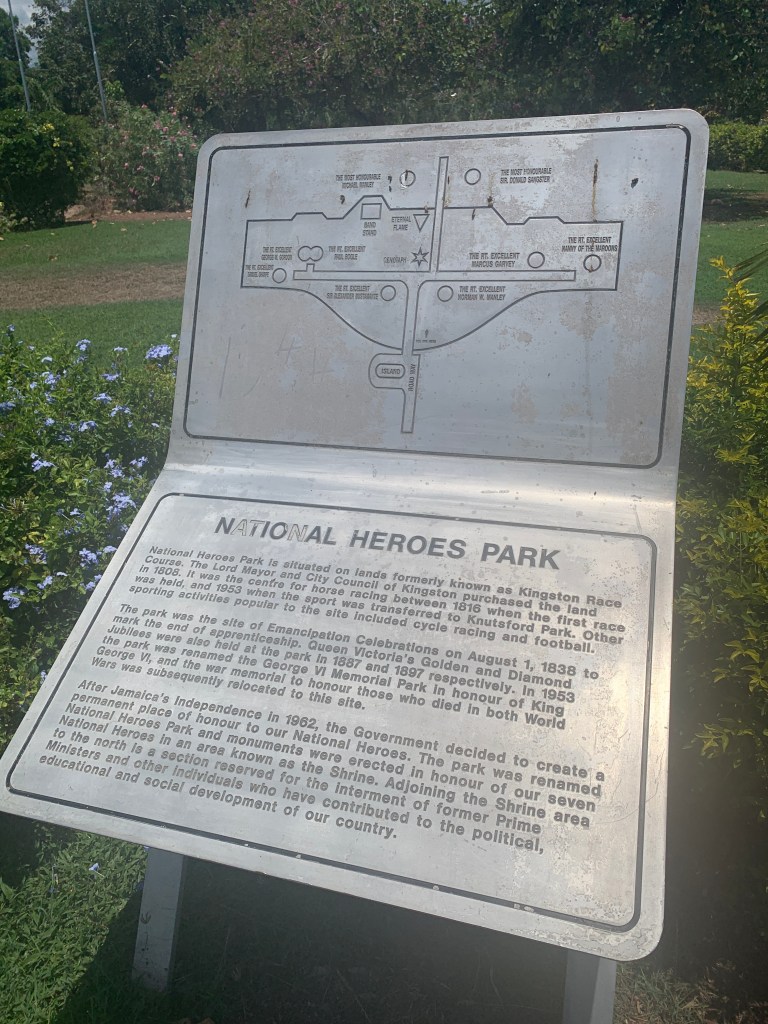 THE MOST HONOURABLE
MICHAEL MANLEY
THE MOST HONOURABLE
SIR. DONALD SANGSTER
BAND
STAND
ETERNAL
FLAME
CENOTAPH
THE RT. EXCELLENT
GEORGE W. GORDON
THE RT. EXCELLENT
PAUL BOGLE
THE RT. EXCELLENT
THE RT. EXCELLENT
MARCUS GARVEY
THE RT. EXCELLENT
NANNY OF THE MAROONS
THE RT. EXCELLENT
SIR ALEXANDER BUSTAMANTE
THE RT. EXCELLENT
NORMAN W. MANLEY
ISLAND
NATIONAL HEROES PARK
National Heroes Park is situated on lands formerly known as Kingston Race
Course. The Lord Mayor and City Council of Kingston purchased the land
in 1808. It was the centre for horse racing between 1816 when the first race
was held, and 1953 when the sport was transferred to Knutsford Park. Other
sporting activities popular to the site included cycle racing and football.
The park was the site of Emancipation Celebrations on August 1, 1838 to
mark the end of apprenticeship. Queen Victoria's Golden and Diamond
Jubilees were also held at the park in 1887 and 1897 respectively. In 1953
the park was renamed the George VI Memorial Park in honour of King
George VI, and the war memorial to honour those who died in both World
Wars was subsequently relocated to this site.
After Jamaica's Independence in 1962, the Government decided to create a
permanent place of honour to our National Heroes. The park was renamed
National Heroes Park and monuments were erected in honour of our seven
National Heroes in an area known as the Shrine. Adjoining the Shrine area
to the north is a section reserved for the interment of former Prime
Ministers and other individuals who have contributed to the political,
educational and social development of our country.